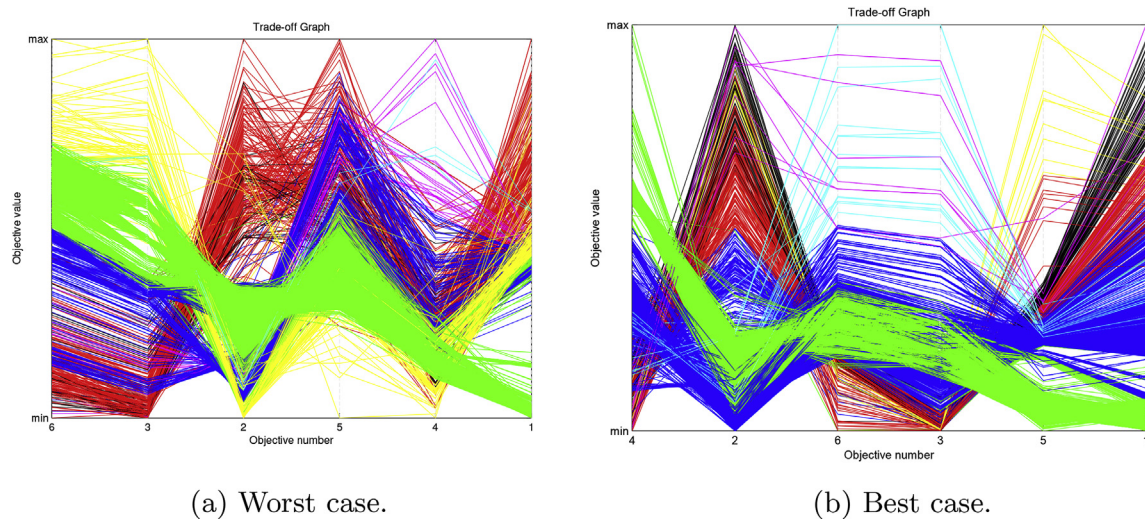 Trade-off Graph
max
Objective value
min
6 3 2 5 4 1
Objective number
(a) Worst case.
Trade-off Graph
max
Objective value
min
4 2 6 3 5 1
Objective number
(b) Best case.